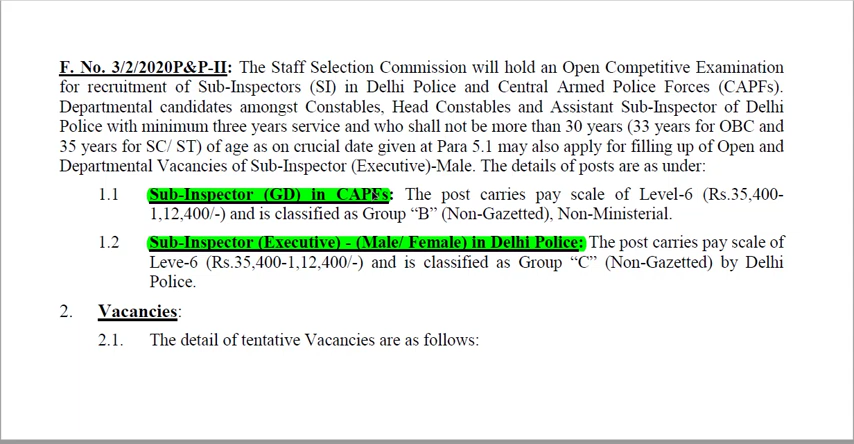 F. No. 3/2/2020P&P-II: The Staff Selection Commission will hold an Open Competitive Examination
for recruitment of Sub-Inspectors (SI) in Delhi Police and Central Armed Police Forces (CAPFs).
Departmental candidates amongst Constables, Head Constables and Assistant Sub-Inspector of Delhi
Police with minimum three years service and who shall not be more than 30 years (33 years for OBC and
35 years for SC/ ST) of age as on crucial date given at Para 5.1 may also apply for filling up of Open and
Departmental Vacancies of Sub-Inspector (Executive)-Male. The details of posts are as under:
1.1 Sub-Inspector (GD) in CAPFs: The post carries pay scale of Level-6 (Rs.35,400-
1,12,400/-) and is classified as Group “B” (Non-Gazetted), Non-Ministerial.
1.2 Sub-Inspector (Executive) - (Male/ Female) in Delhi Police: The post carries pay scale of
Leve-6 (Rs.35,400-1,12,400/-) and is classified as Group “C” (Non-Gazetted) by Delhi
Police.
2. Vacancies:
2.1. The detail of tentative Vacancies are as follows: